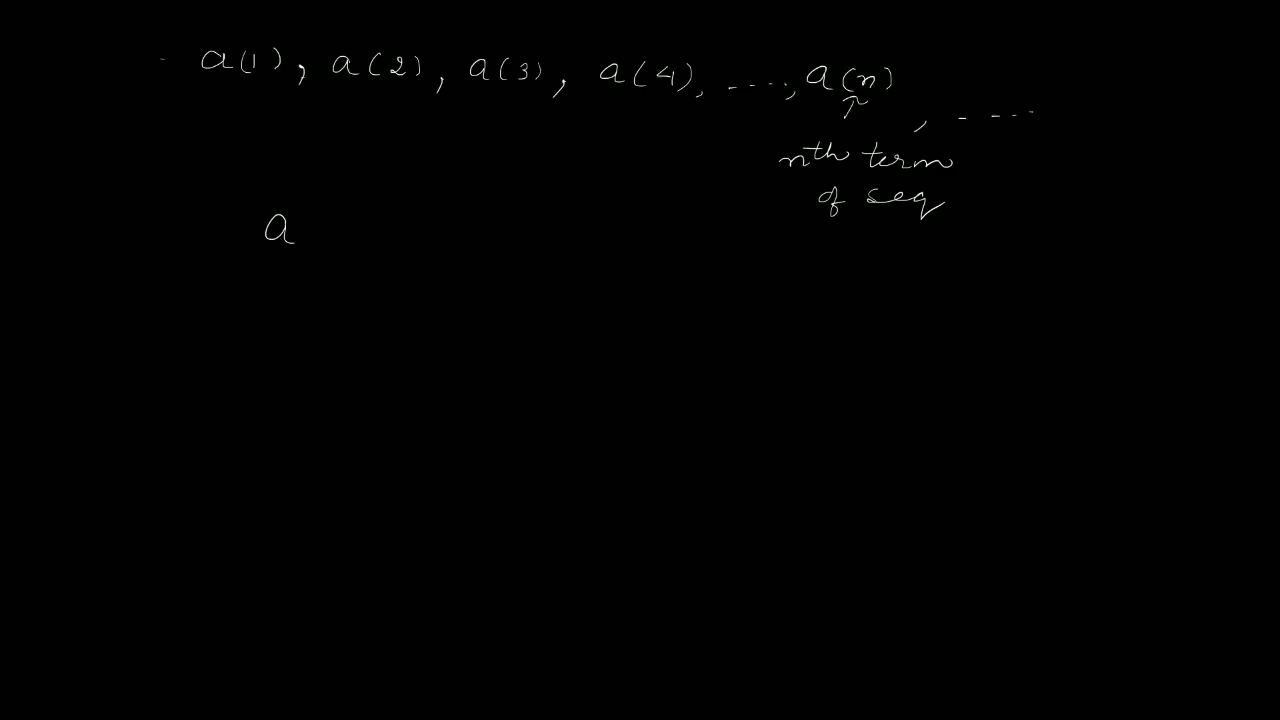 a(1), a(2), a(3), a(4), ...., a(n), ....
↑
nth term
of seq
a